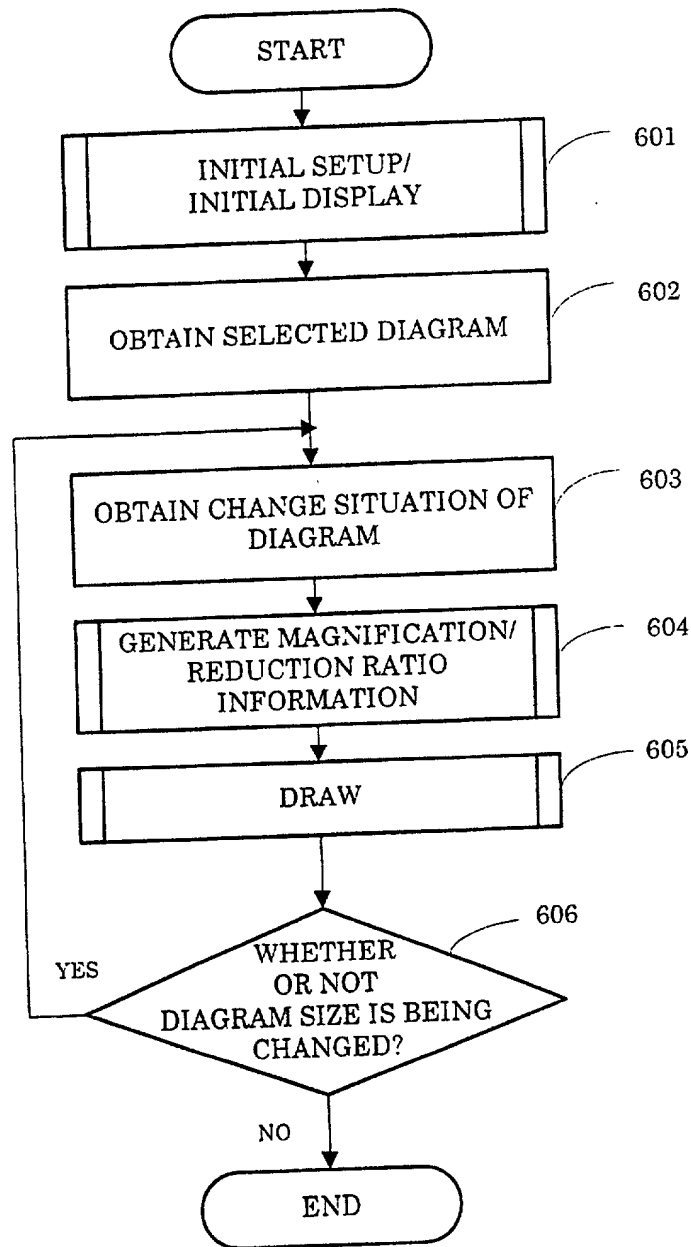 START
601
INITIAL SETUP/
INITIAL DISPLAY
602
OBTAIN SELECTED DIAGRAM
603
OBTAIN CHANGE SITUATION OF
DIAGRAM
604
GENERATE MAGNIFICATION/
REDUCTION RATIO
INFORMATION
605
DRAW
606
WHETHER
OR NOT
DIAGRAM SIZE IS BEING
CHANGED?
YES
NO
END